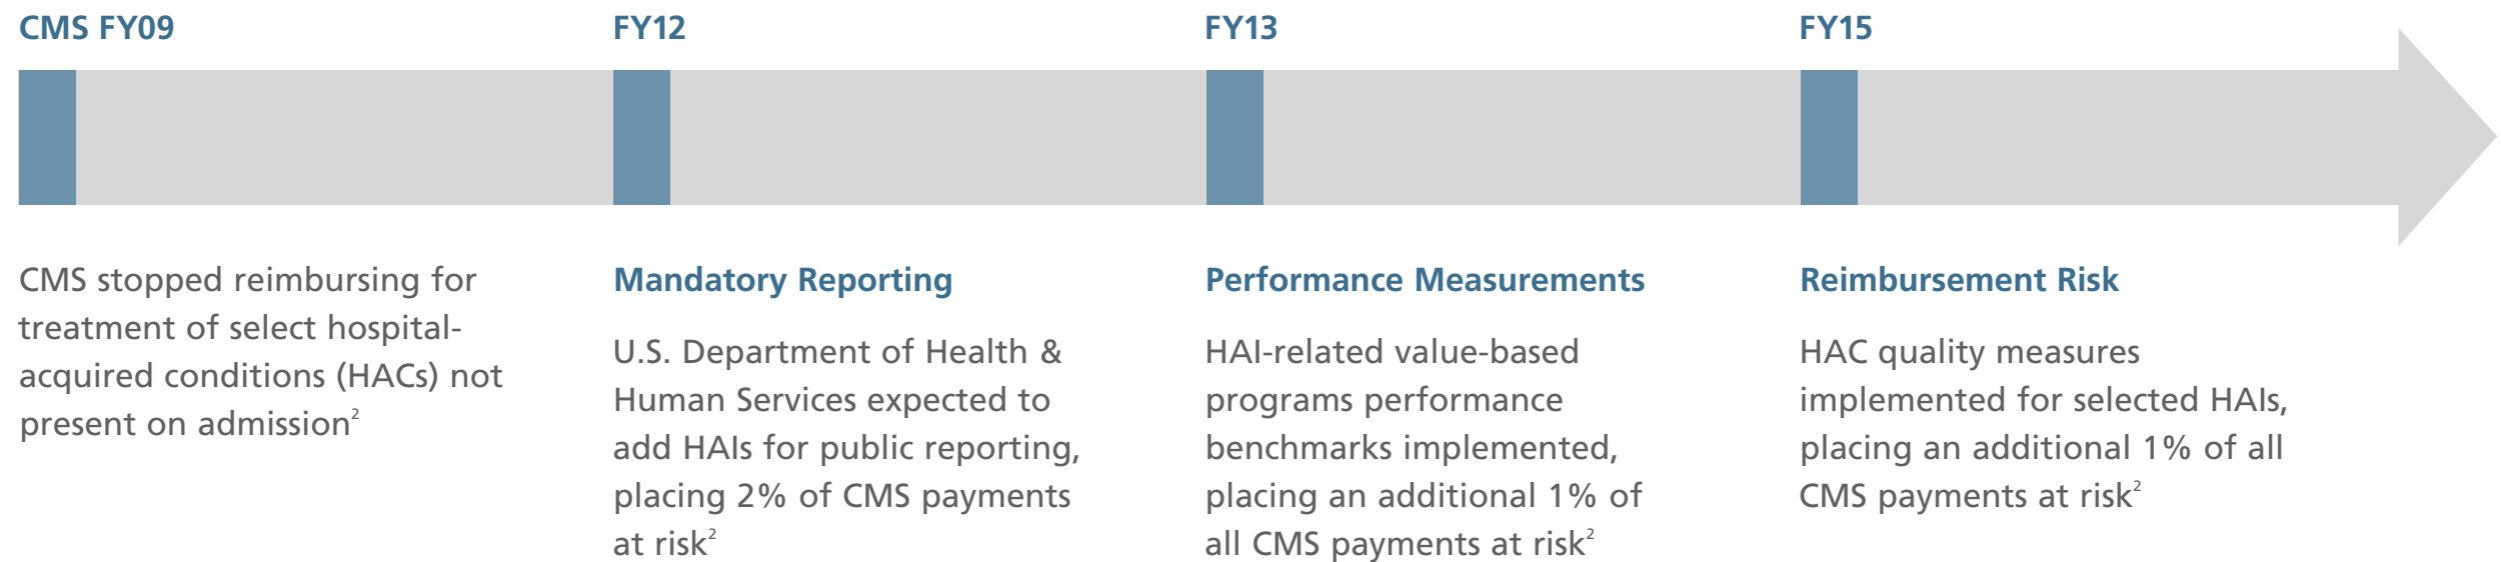 CMS FY09
CMS stopped reimbursing for
treatment of select hospital-
acquired conditions (HACs) not
present on admission²
FY12
Mandatory Reporting
U.S. Department of Health &
Human Services expected to
add HAIs for public reporting,
placing 2% of CMS payments
at risk²
FY13
Performance Measurements
HAI-related value-based
programs performance
benchmarks implemented,
placing an additional 1% of
all CMS payments at risk²
FY15
Reimbursement Risk
HAC quality measures
implemented for selected HAIs,
placing an additional 1% of all
CMS payments at risk²